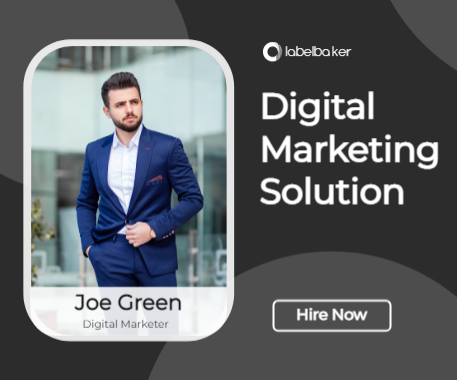 labelbaker
Digital
Marketing
Solution
Joe Green
Digital Marketer
Hire Now